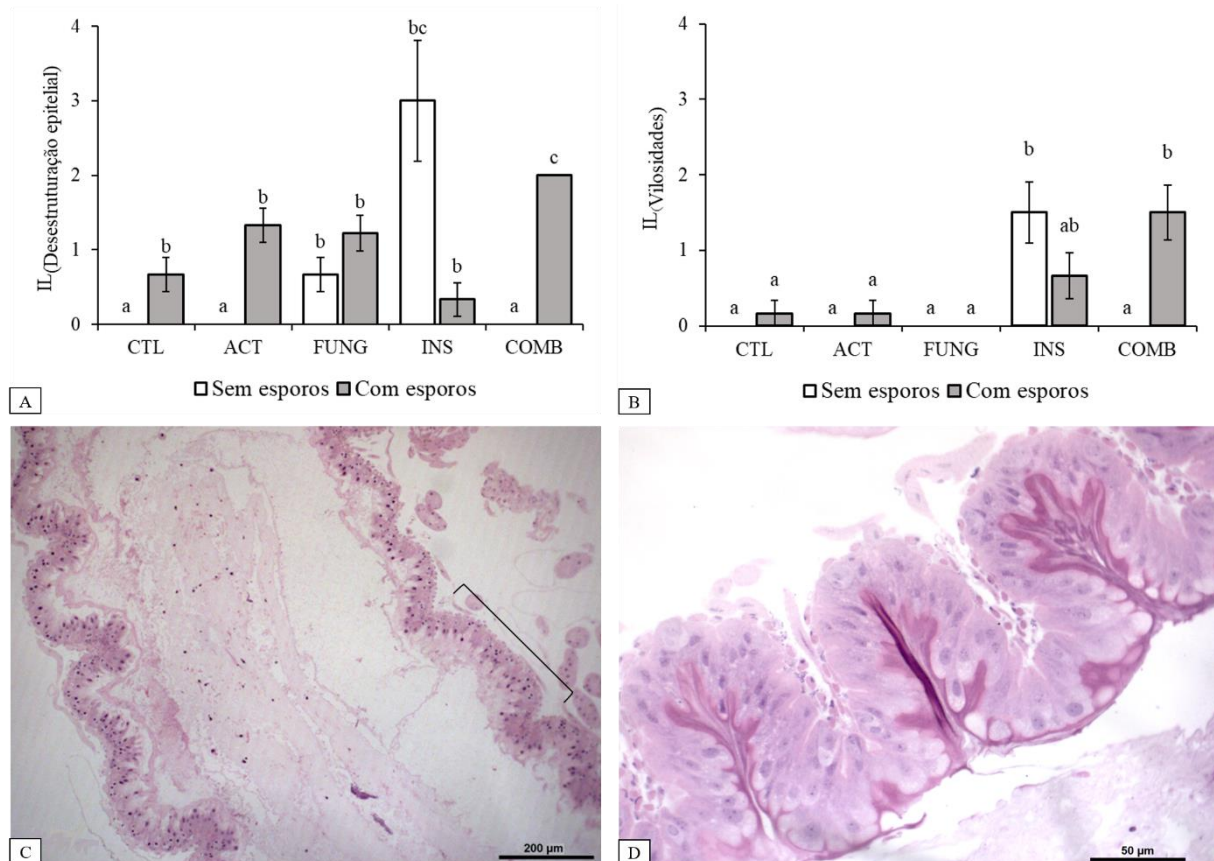 IL(Desestruturação epitelial)
4
3
2
1
0
a
b
a
b
b
b
bc
b
a
c
CTL
ACT
FUNG
INS
COMB
Sem esporos
Com esporos
A
IL(Vilosidades)
4
3
2
1
0
a
a
a
a
a
a
b
ab
a
b
CTL
ACT
FUNG
INS
COMB
Sem esporos
Com esporos
B
C
200 µm
D
50 µm